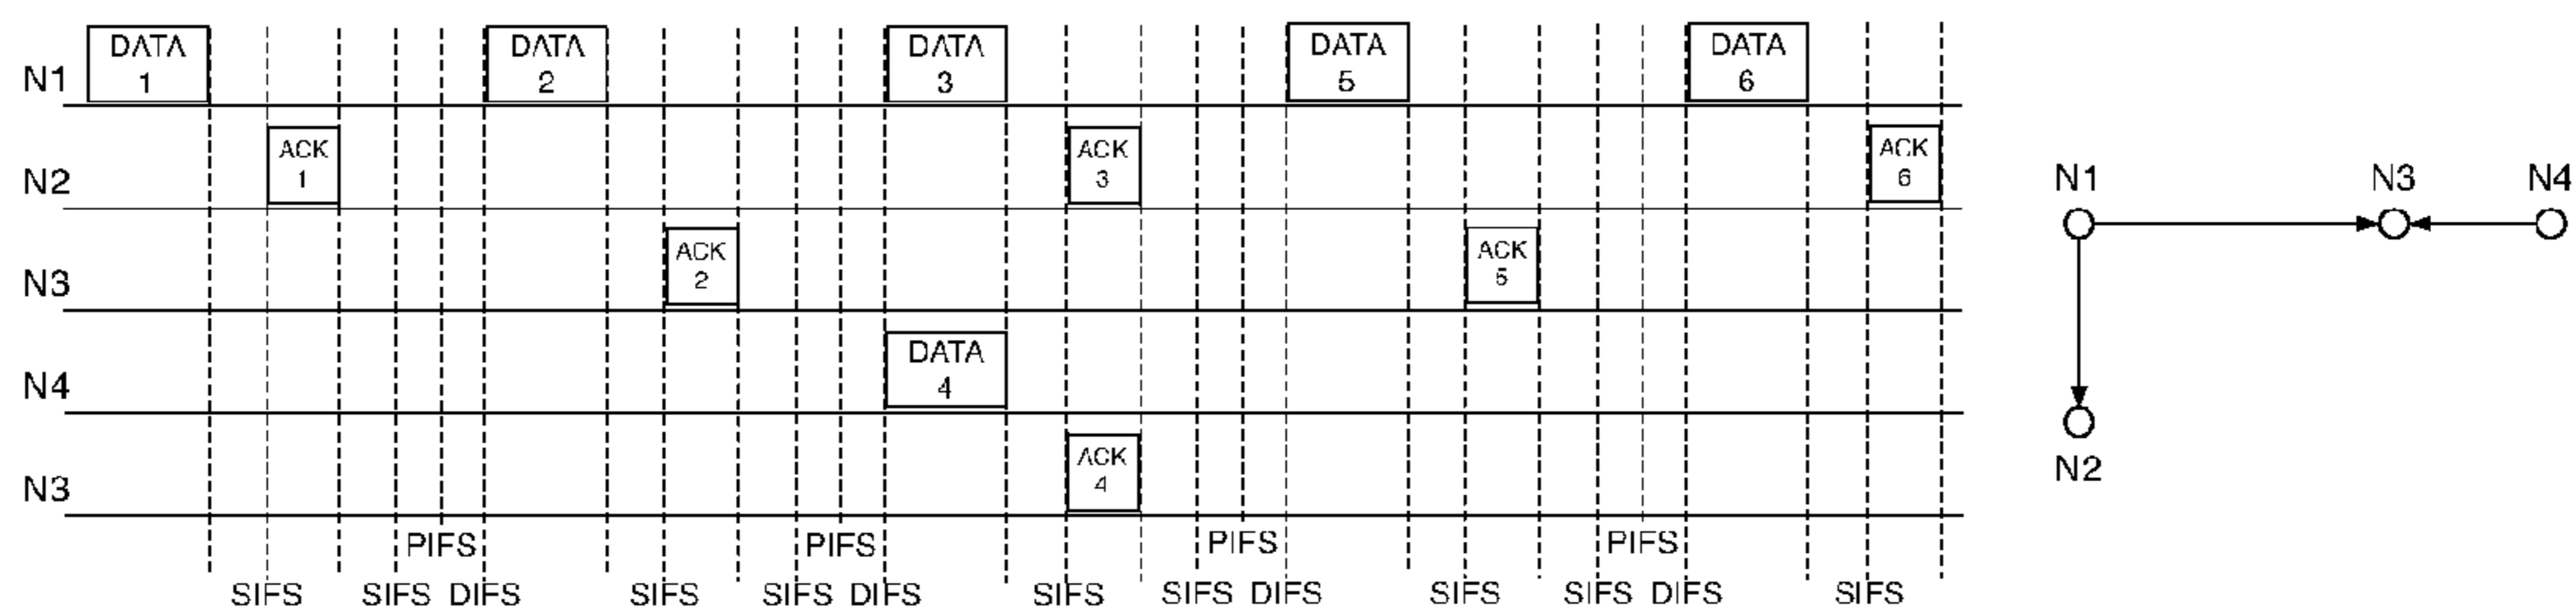 DATA 1
DATA 2
DATA 3
DATA 5
DATA 6
N1
ACK 1
ACK 3
ACK 6
N2
ACK 2
ACK 5
N3
DATA 4
N4
ACK 4
N3
PIFS PIFS PIFS PIFS
SIFS SIFS DIFS SIFS SIFS DIFS SIFS SIFS DIFS SIFS SIFS DIFS SIFS
N1 N3 N4
N2